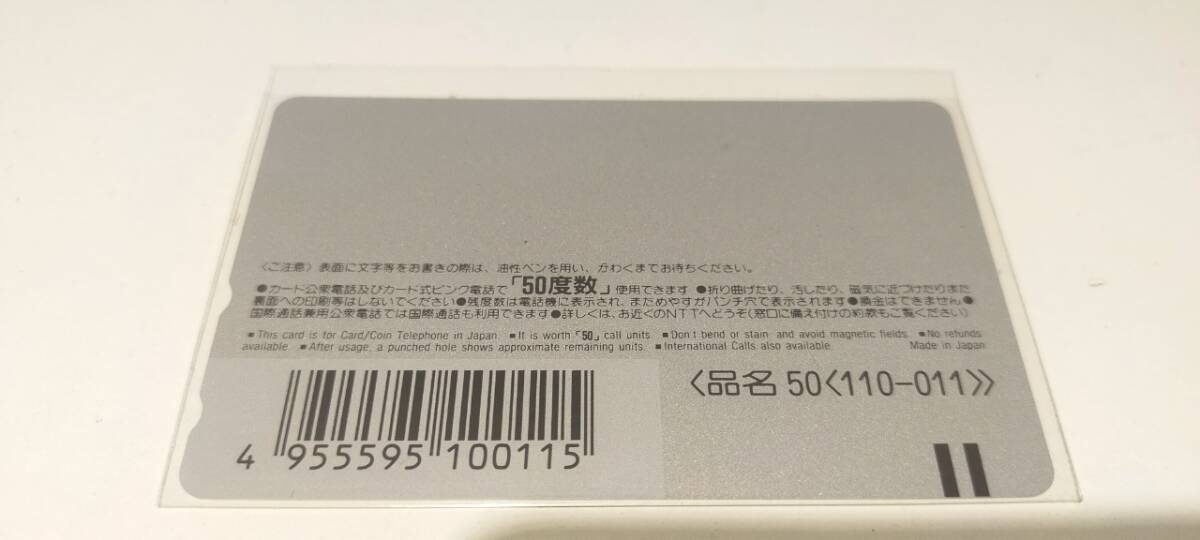 〈ご注意〉表面に文字等をお書きの際は、油性ペンを用い、かわくまでお待ちください。
●カード公衆電話及びカード式ピンク電話で「50度数」使用できます●折り曲げたり、汚したり、磁気に近づけたりまた
裏面への印刷等はしないでください●残度数は電話機に表示され、まためやすがパンチ穴で表示されます●換金はできません●
国際通話兼用公衆電話では国際通話も利用できます●詳しくは、お近くのNTTへどうぞ(窓口に備え付けの約款もご覧ください)
■This card is for Card/Coin Telephone in Japan. ■It is worth「50」call units. ■Don't bend or stain and avoid magnetic fields. ■No refunds
available. ■After usage, a punched hole shows approximate remaining units. ■International Calls also available. Made in Japan
〈品名 50〈110-011〉〉
4 955595 100115